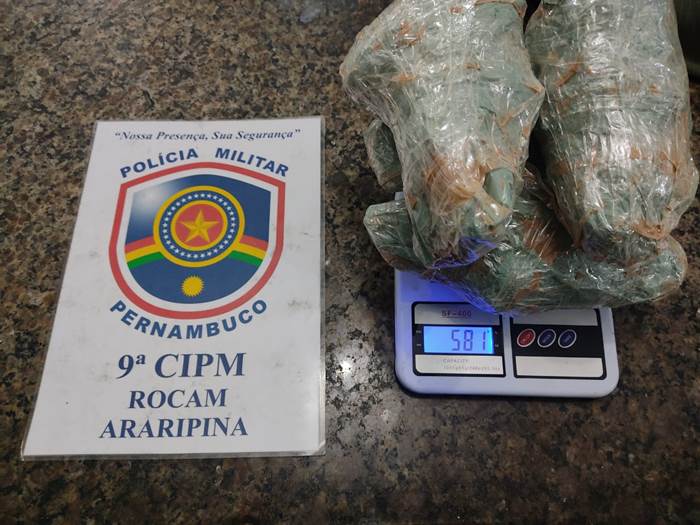 “Nossa Presença, Sua Segurança”
POLÍCIA MILITAR
PERNAMBUCO
9ª CIPM
ROCAM
ARARIPINA
SF-400
581
CAPACITY